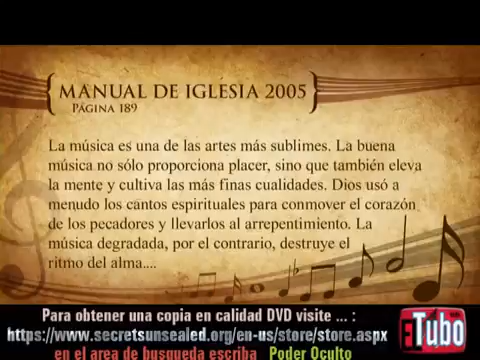 MANUAL DE IGLESIA 2005
PÁGINA 189
La música es una de las artes más sublimes. La buena
música no sólo proporciona placer, sino que también eleva
la mente y cultiva las más finas cualidades. Dios usó a
menudo los cantos espirituales para conmover el corazón
de los pecadores y llevarlos al arrepentimiento. La
música degradada, por el contrario, destruye el
ritmo del alma....
Para obtener una copia en calidad DVD visite ... :
https://www.secretsunsealed.org/en-us/store/store.aspx
en el area de busqueda escriba Poder Oculto
Tubo